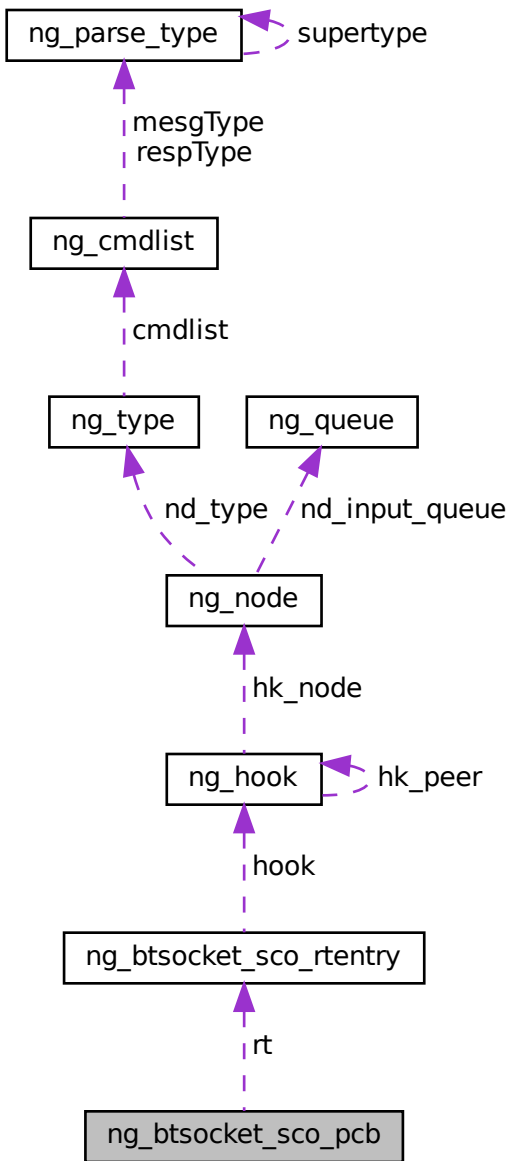 ng_parse_type
supertype
mesgType
respType
ng_cmdlist
cmdlist
ng_type
ng_queue
nd_type
nd_input_queue
ng_node
hk_node
ng_hook
hk_peer
hook
ng_btsocket_sco_rtentry
rt
ng_btsocket_sco_pcb